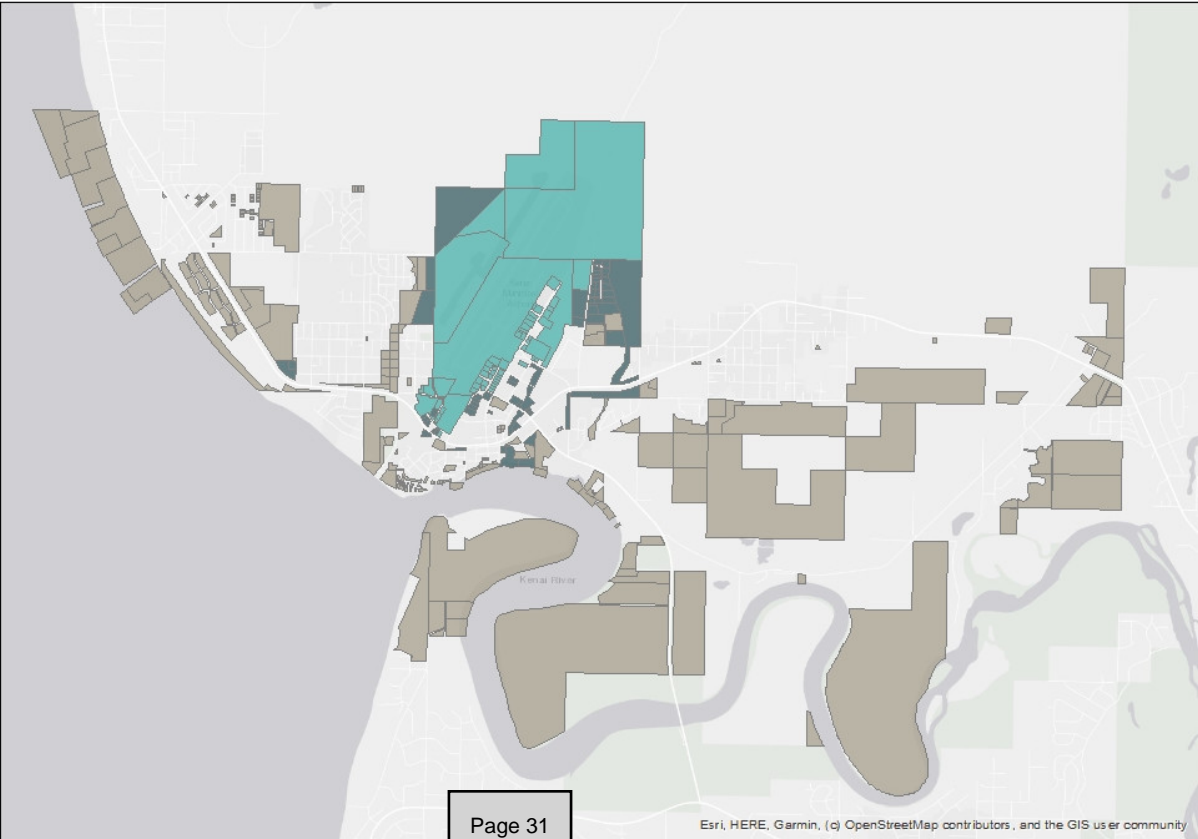 Kenai River
Page 31
Esri, HERE, Garmin, (c) OpenStreetMap contributors, and the GIS user community